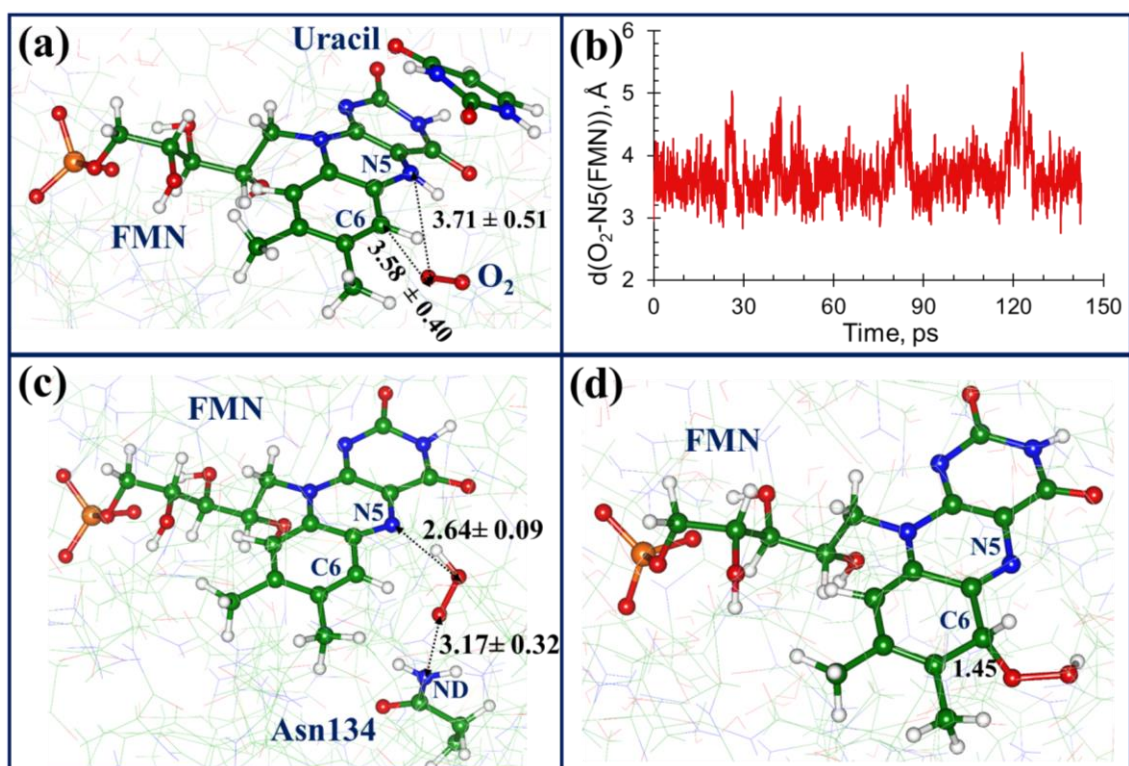 (a)
Uracil
N5
C6
FMN
3.71 ± 0.51
3.58 ± 0.40
O₂
(b)
d(O₂-N5(FMN)), Å
6
5
4
3
2
0 30 60 90 120 150
Time, ps
(c)
FMN
N5
2.64± 0.09
C6
3.17± 0.32
ND
Asn134
(d)
FMN
N5
C6
1.45